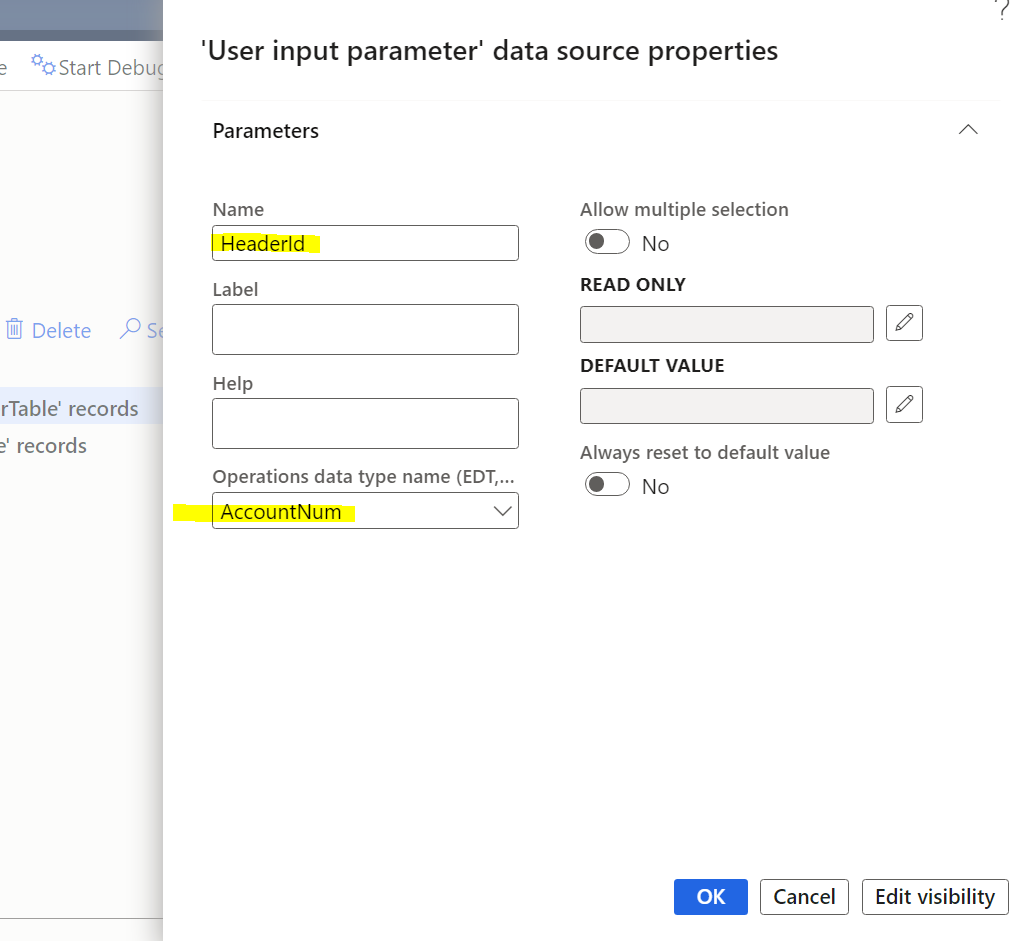 ?
'User input parameter' data source properties
Start Debug
Parameters
Name
HeaderId
Label
Help
Operations data type name (EDT,...
AccountNum
Allow multiple selection
No
READ ONLY
DEFAULT VALUE
Always reset to default value
No
Delete
rTable' records
e' records
OK
Cancel
Edit visibility